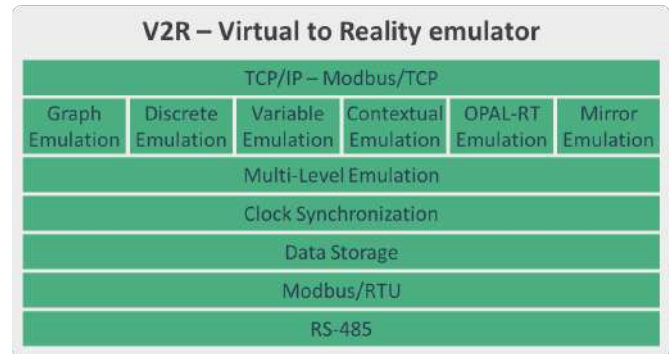 V2R – Virtual to Reality emulator
TCP/IP – Modbus/TCP
Graph Emulation
Discrete Emulation
Variable Emulation
Contextual Emulation
OPAL-RT Emulation
Mirror Emulation
Multi-Level Emulation
Clock Synchronization
Data Storage
Modbus/RTU
RS-485